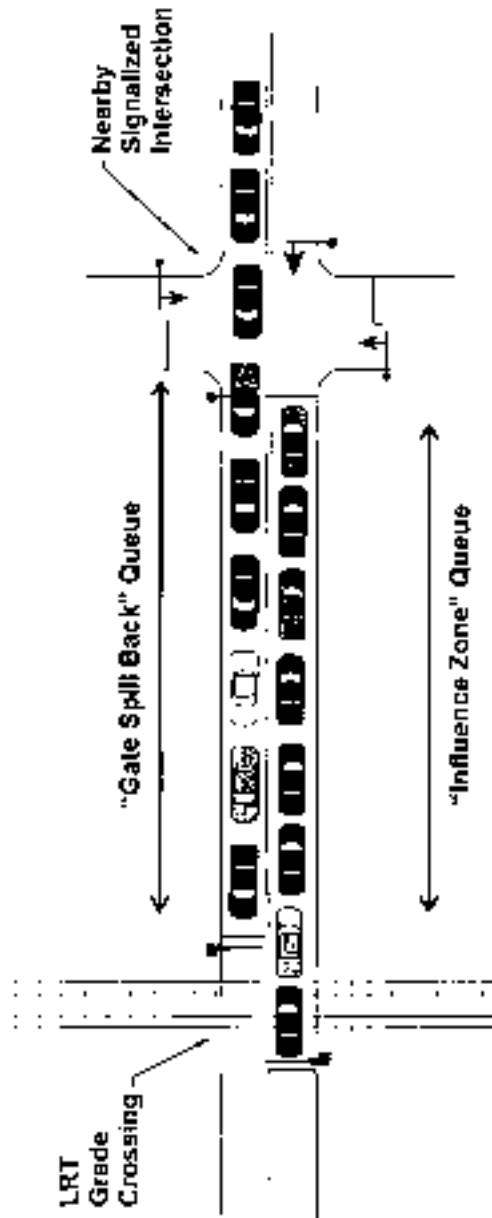 Nearby
Signalized
Intersection
"Gate Spill Back" Queue
"Influence Zone" Queue
LRT
Grade
Crossing